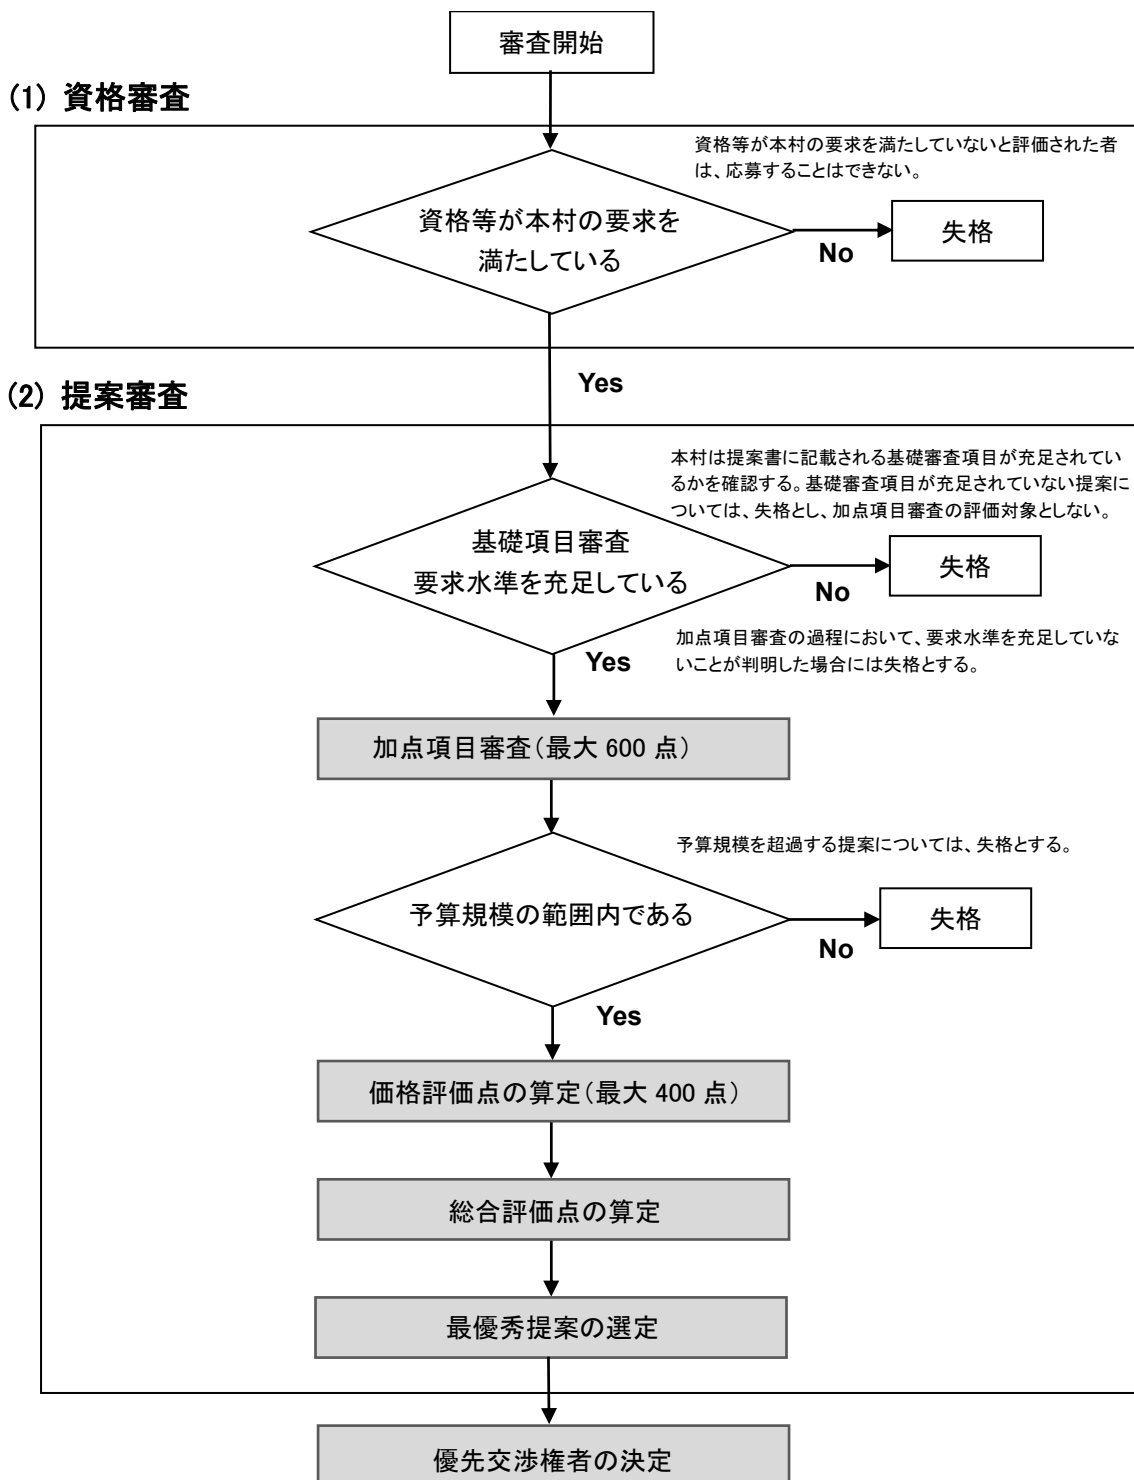 審査開始
(1) 資格審査
資格等が本村の要求を満たしていないと評価された者
は、応募することはできない。
資格等が本村の要求を
満たしている
No
失格
Yes
(2) 提案審査
本村は提案書に記載される基礎審査項目が充足されてい
るかを確認する。基礎審査項目が充足されていない提案に
ついては、失格とし、加点項目審査の評価対象としない。
基礎項目審査
要求水準を充足している
No
失格
Yes
加点項目審査の過程において、要求水準を充足していな
いことが判明した場合には失格とする。
加点項目審査(最大 600 点)
予算規模を超過する提案については、失格とする。
予算規模の範囲内である
No
失格
Yes
価格評価点の算定(最大 400 点)
総合評価点の算定
最優秀提案の選定
優先交渉権者の決定